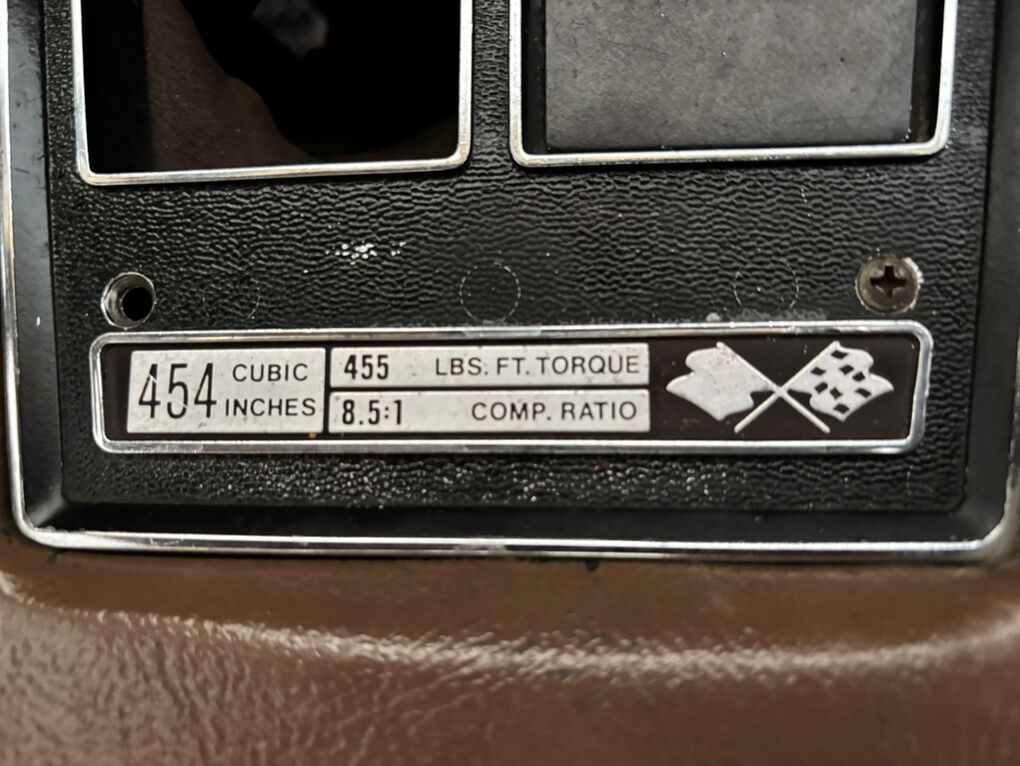 454 CUBIC INCHES
455 LBS. FT. TORQUE
8.5:1 COMP. RATIO